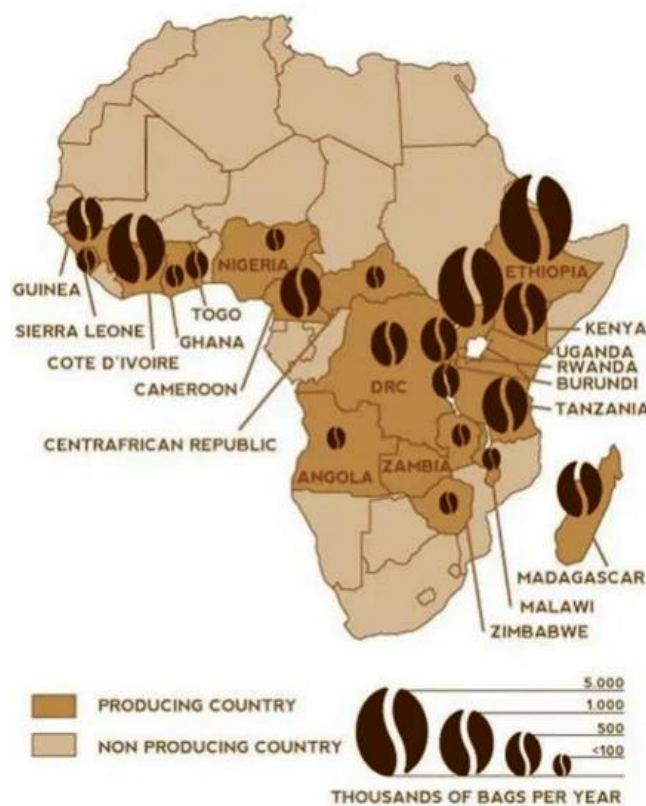 NIGERIA
ETHIOPIA
GUINEA
SIERRA LEONE
COTE D'IVOIRE
TOGO
GHANA
CAMEROON
CENTRAFRICAN REPUBLIC
DRC
KENYA
UGANDA
RWANDA
BURUNDI
TANZANIA
ANGOLA
ZAMBIA
MADAGASCAR
MALAWI
ZIMBABWE
PRODUCING COUNTRY
NON PRODUCING COUNTRY
5.000
1.000
500
<100
THOUSANDS OF BAGS PER YEAR